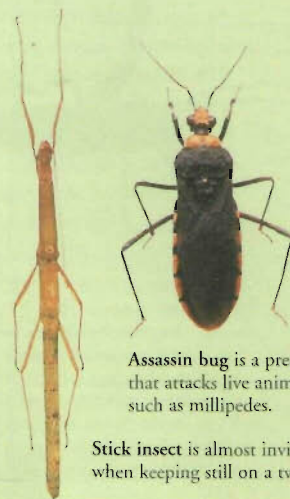 Assassin bug is a pre
that attacks live anim
such as millipedes.
Stick insect is almost invi
when keeping still on a tw